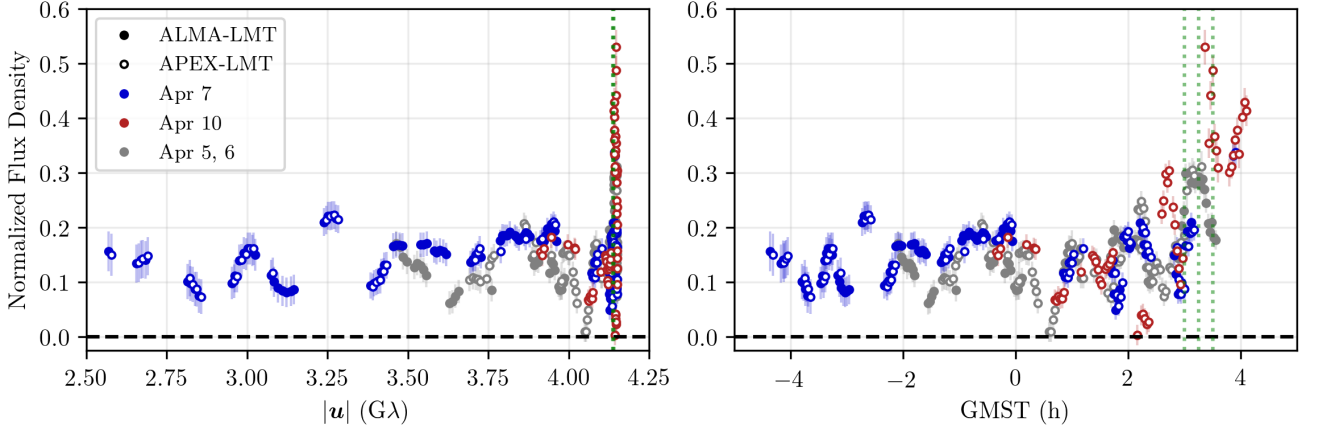 0.6
0.5
0.4
0.3
0.2
0.1
0.0
Normalized Flux Density
ALMA-LMT
APEX-LMT
Apr 7
Apr 10
Apr 5, 6
2.50 2.75 3.00 3.25 3.50 3.75 4.00 4.25
|u| (Gλ)
0.6
0.5
0.4
0.3
0.2
0.1
0.0
−4 −2 0 2 4
GMST (h)